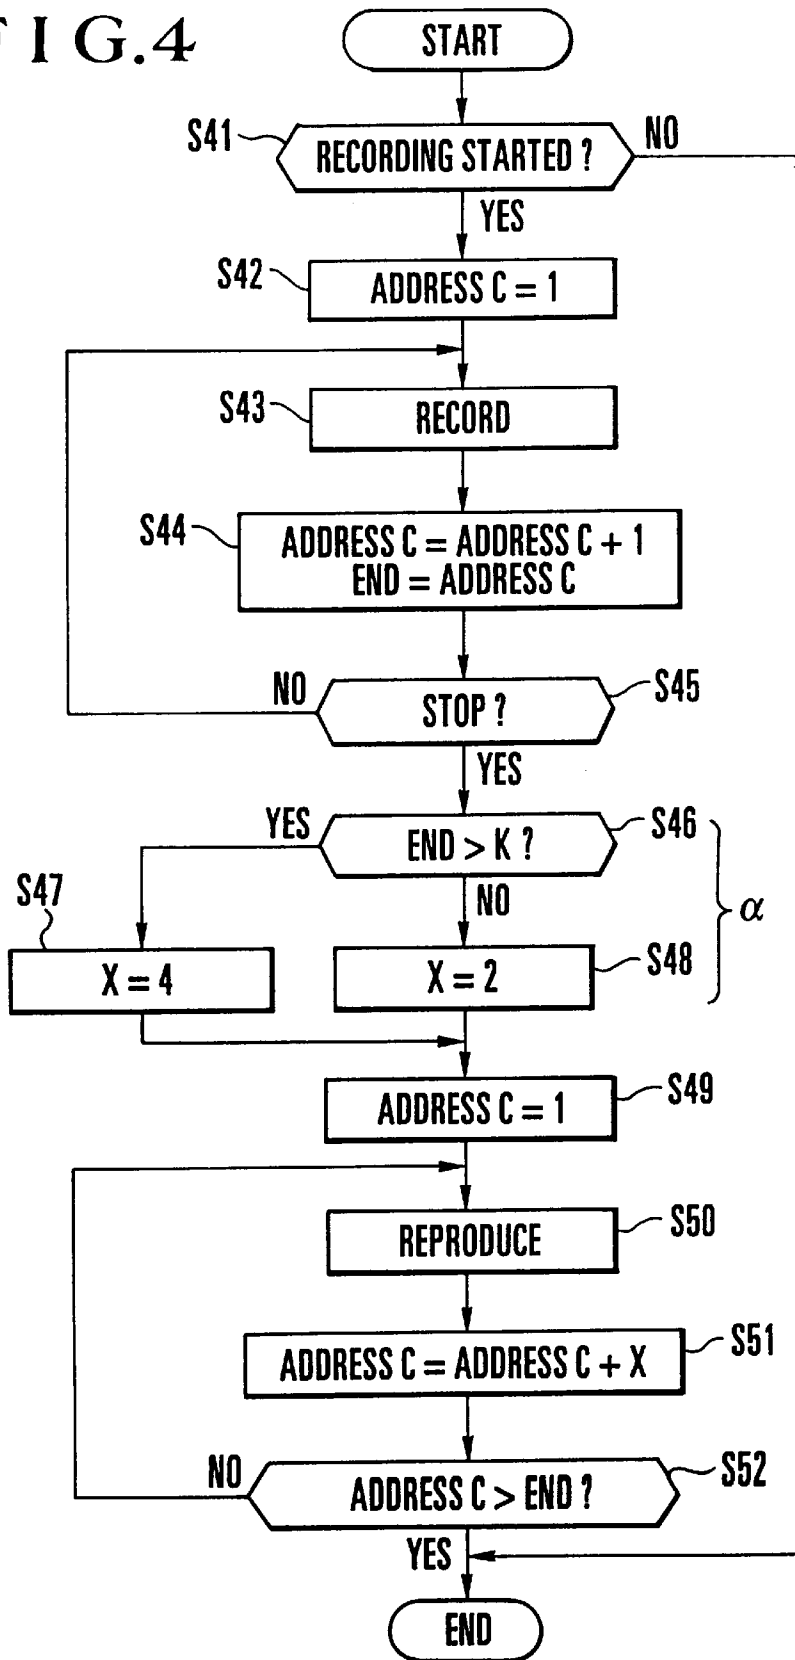 FIG.4
START
S41
RECORDING STARTED ?
NO
YES
S42
ADDRESS C = 1
S43
RECORD
S44
ADDRESS C = ADDRESS C + 1
END = ADDRESS C
NO
STOP ?
S45
YES
YES
END > K ?
S46
NO
α
S47
X = 4
X = 2
S48
ADDRESS C = 1
S49
REPRODUCE
S50
ADDRESS C = ADDRESS C + X
S51
NO
ADDRESS C > END ?
S52
YES
END